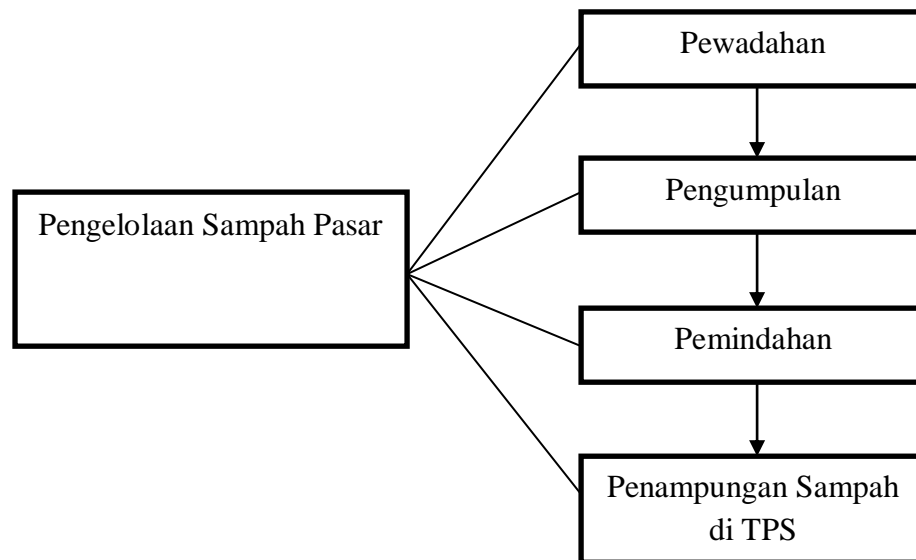 Pewadahan
Pengumpulan
Pengelolaan Sampah Pasar
Pemindahan
Penampungan Sampah
di TPS